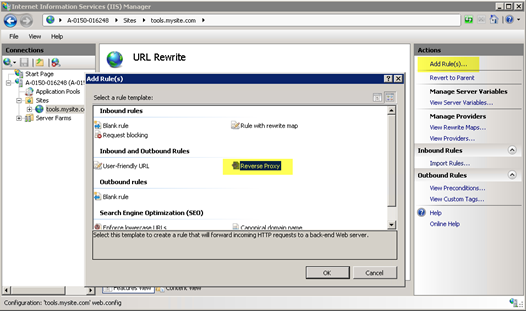 Internet Information Services (IIS) Manager
A-0150-016248 Sites tools.mysite.com
File View Help
Connections
Start Page
A-0150-016248 (A-015
Application Pools
Sites
tools.mysite.co
Server Farms
URL Rewrite
Add Rule(s)
Select a rule template:
Inbound rules
Blank rule Rule with rewrite map
Request blocking
Inbound and Outbound Rules
User-friendly URL Reverse Proxy
Outbound rules
Blank rule
Search Engine Optimization (SEO)
Enforce lowercase URLs Canonical domain name
Select this template to create a rule that will forward incoming HTTP requests to a back-end Web server.
OK Cancel
Features View Content View
Actions
Add Rule(s)...
Revert to Parent
Manage Server Variables
View Server Variables...
Manage Providers
View Rewrite Maps...
View Providers...
Inbound Rules
Import Rules...
Outbound Rules
View Preconditions...
View Custom Tags...
Help
Online Help
Configuration: 'tools.mysite.com' web.config